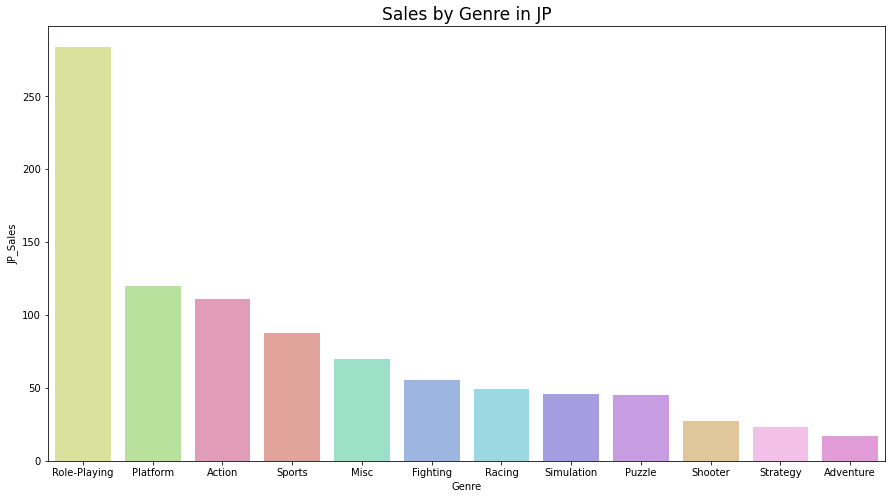 Sales by Genre in JP
JP_Sales
250
200
150
100
50
0
Role-Playing Platform Action Sports Misc Fighting Racing Simulation Puzzle Shooter Strategy Adventure
Genre